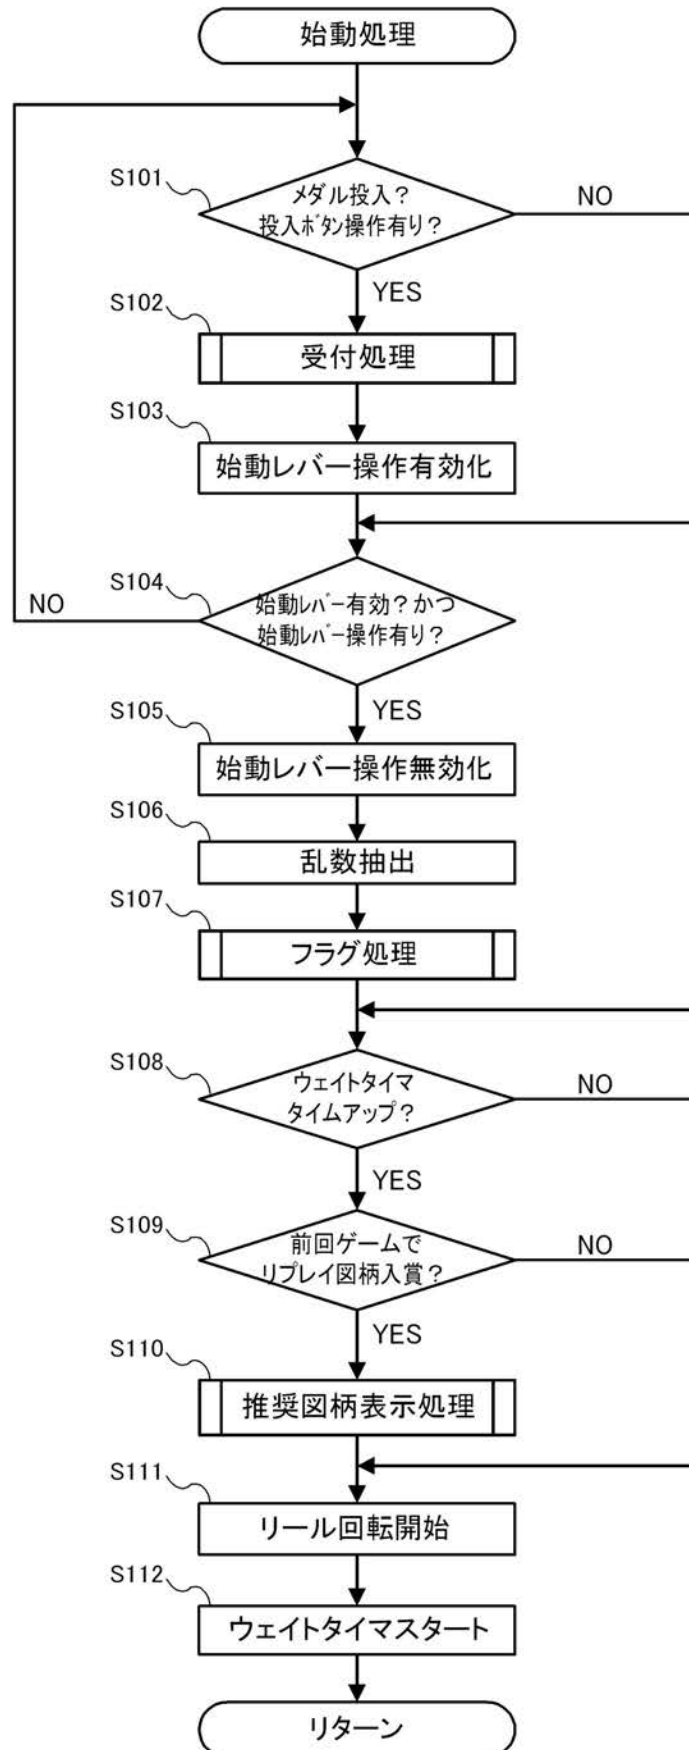 始動処理
S101
メダル投入？
投入ボタン操作有り？
NO
YES
S102
受付処理
S103
始動レバー操作有効化
S104
始動レバー有効？かつ
始動レバー操作有り？
NO
YES
S105
始動レバー操作無効化
S106
乱数抽出
S107
フラグ処理
S108
ウェイトタイマ
タイムアップ？
NO
YES
S109
前回ゲームで
リプレイ図柄入賞？
NO
YES
S110
推奨図柄表示処理
S111
リール回転開始
S112
ウェイトタイマスタート
リターン